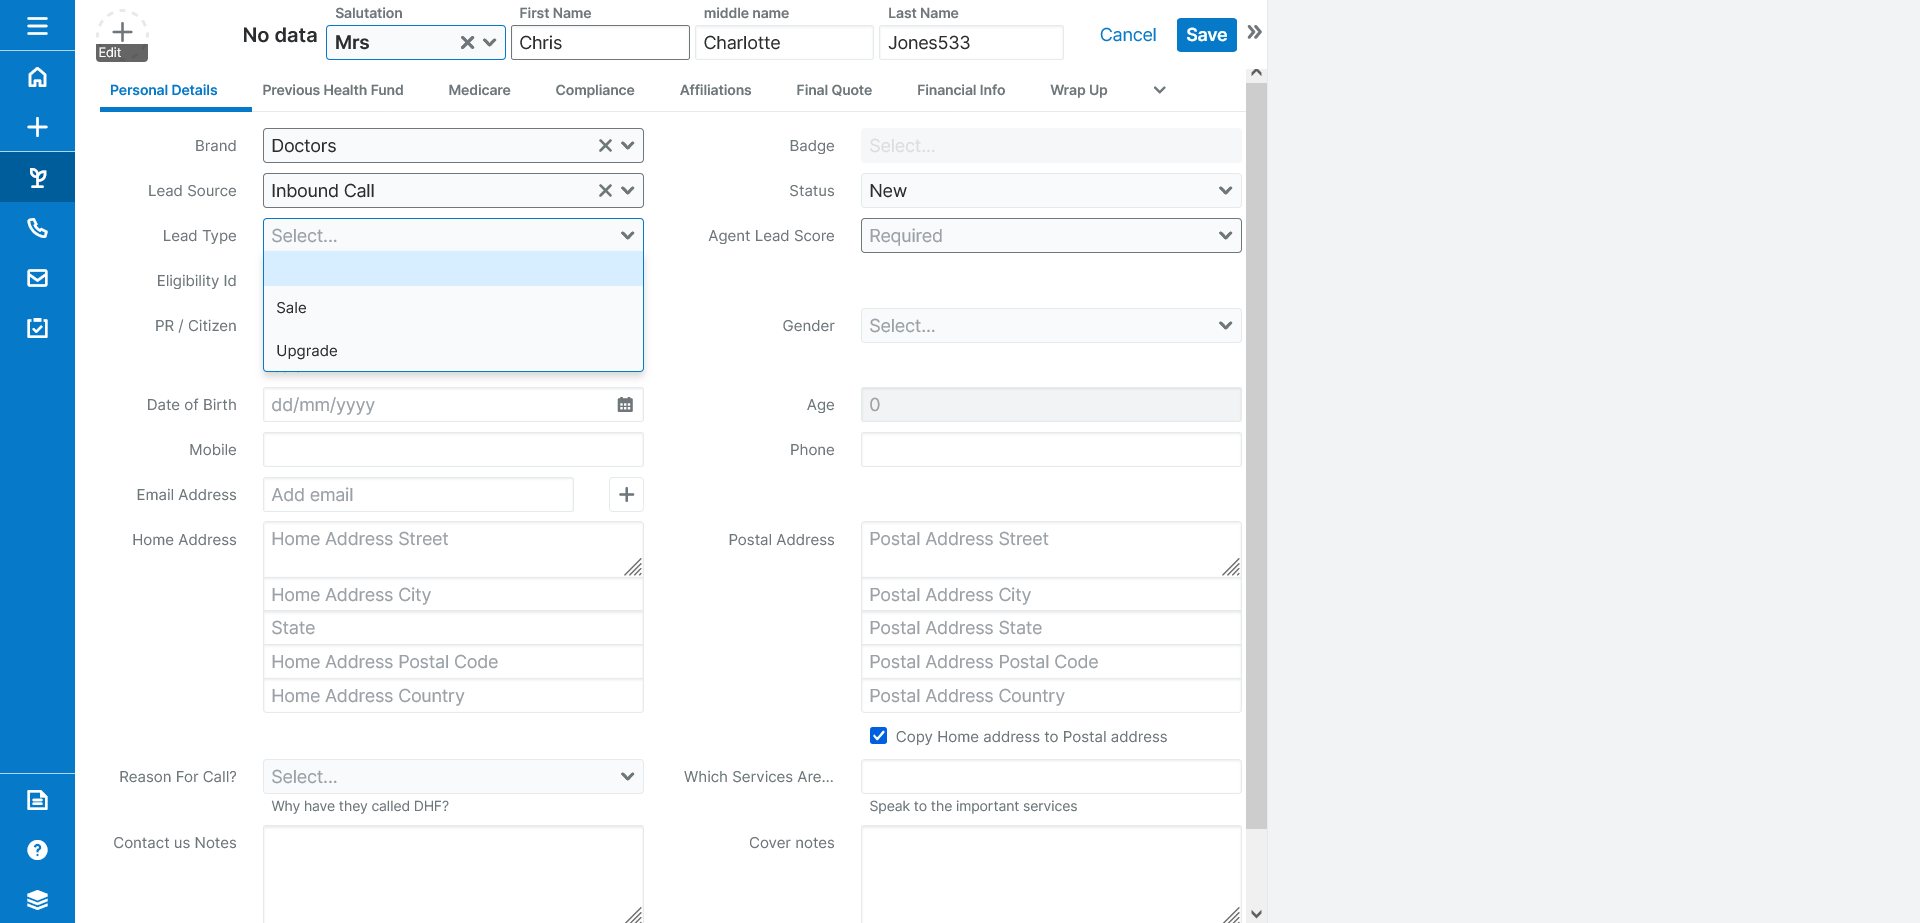 Edit
No data
Salutation
Mrs
First Name
Chris
middle name
Charlotte
Last Name
Jones533
Cancel
Save
Personal Details
Previous Health Fund
Medicare
Compliance
Affiliations
Final Quote
Financial Info
Wrap Up
Brand
Doctors
Badge
Select...
Lead Source
Inbound Call
Status
New
Lead Type
Select...
Agent Lead Score
Required
Eligibility Id
Sale
PR / Citizen
Upgrade
Gender
Select...
Date of Birth
dd/mm/yyyy
Age
0
Mobile
Phone
Email Address
Add email
Home Address
Home Address Street
Home Address City
State
Home Address Postal Code
Home Address Country
Postal Address
Postal Address Street
Postal Address City
Postal Address State
Postal Address Postal Code
Postal Address Country
Copy Home address to Postal address
Reason For Call?
Select...
Why have they called DHF?
Which Services Are...
Speak to the important services
Contact us Notes
Cover notes